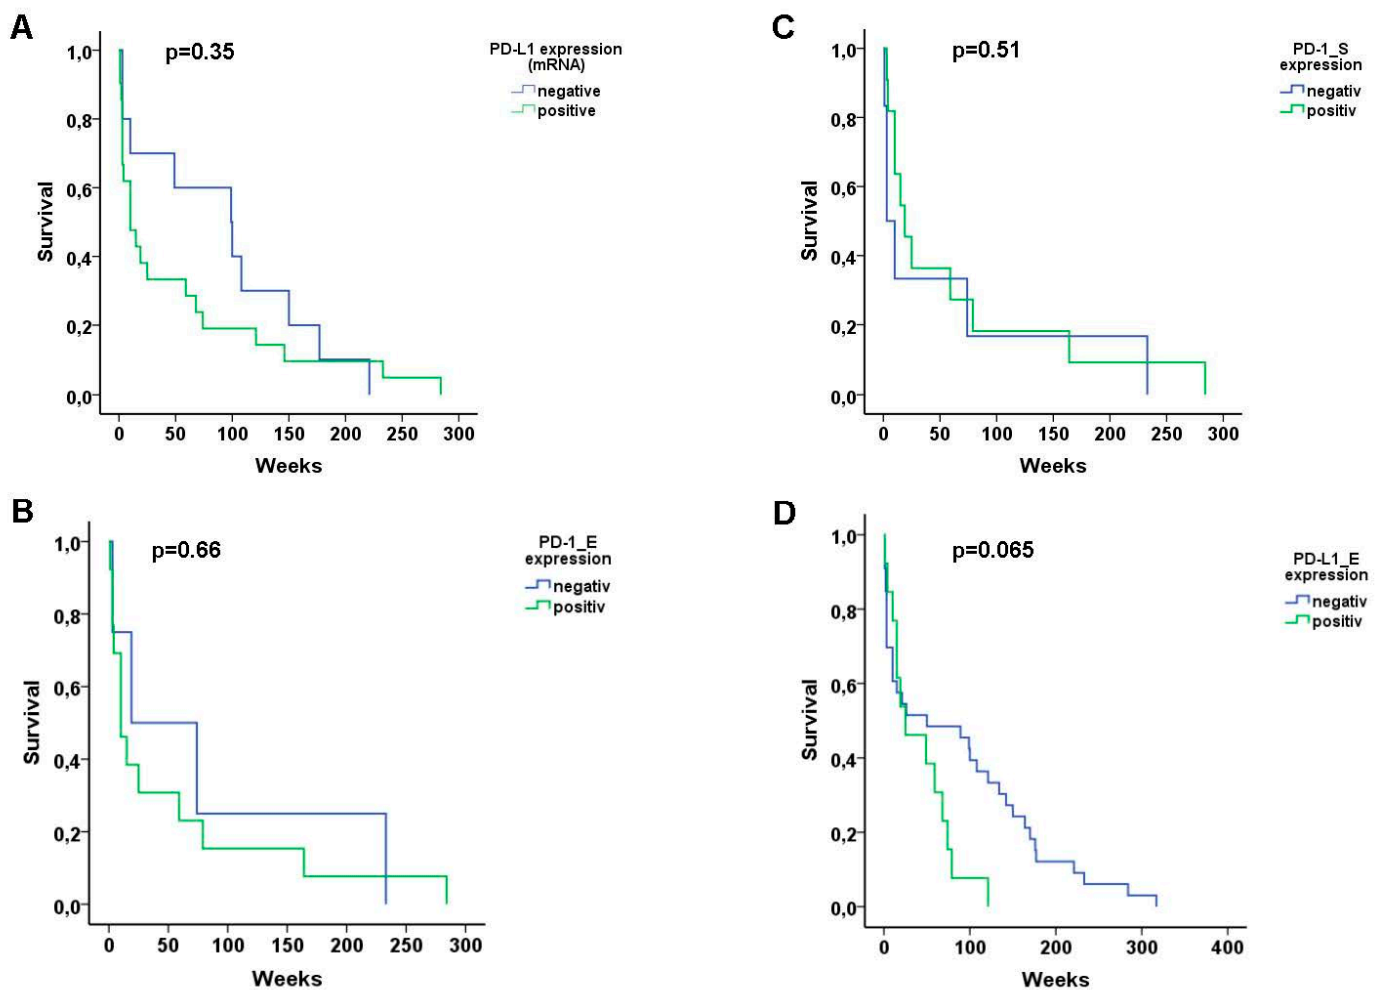 A
p=0.35
PD-L1 expression
(mRNA)
negative
positive
Survival
1,0
0,8
0,6
0,4
0,2
0,0
0 50 100 150 200 250 300
Weeks
C
p=0.51
PD-1_S
expression
negativ
positiv
Survival
1,0
0,8
0,6
0,4
0,2
0,0
0 50 100 150 200 250 300
Weeks
B
p=0.66
PD-1_E
expression
negativ
positiv
Survival
1,0
0,8
0,6
0,4
0,2
0,0
0 50 100 150 200 250 300
Weeks
D
p=0.065
PD-L1_E
expression
negativ
positiv
Survival
1,0
0,8
0,6
0,4
0,2
0,0
0 100 200 300 400
Weeks